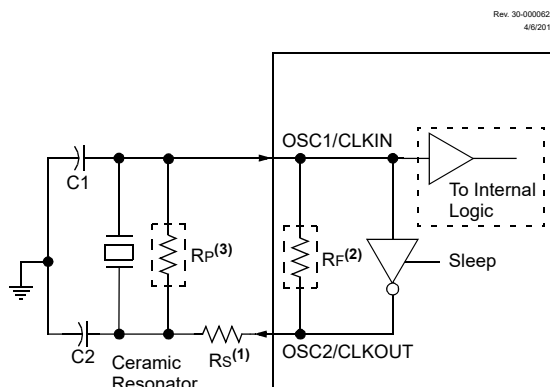 Rev. 30-000062
4/6/201
OSC1/CLKIN
C1
To Internal
Logic
RP(3)
RF(2)
Sleep
C2
Ceramic
Resonator
RS(1)
OSC2/CLKOUT